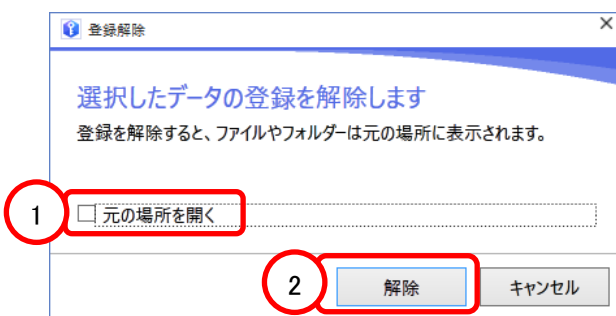 登録解除
選択したデータの登録を解除します
登録を解除すると、ファイルやフォルダーは元の場所に表示されます。
1
元の場所を開く
2
解除
キャンセル